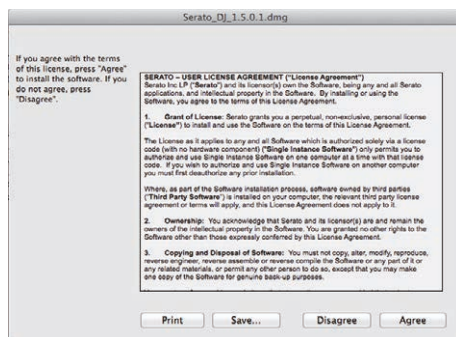 Serato_DJ_1.5.0.1.dmg
If you agree with the terms
of this license, press "Agree"
to install the software. If you
do not agree, press
"Disagree".
SERATO – USER LICENSE AGREEMENT ("License Agreement")
Serato Inc LP ("Serato") and its licensor(s) own the Software, being any and all Serato
applications, and intellectual property in the Software. By installing or using the
Software, you agree to the terms of this License Agreement.
1. Grant of License: Serato grants you a perpetual, non-exclusive, personal license
("License") to install and use the Software on the terms of this License Agreement.
The License as it applies to any and all Software which is authorized solely via a license
code (with no hardware component) ("Single Instance Software") only permits you to
authorize and use Single Instance Software on one computer at a time with that license
code. If you wish to authorize and use Single Instance Software on another computer
you must first deauthorize any prior installation.
Where, as part of the Software installation process, software owned by third parties
("Third Party Software") is installed on your computer, the relevant third party license
agreement or terms will apply, and this License Agreement does not apply to it.
2. Ownership: You acknowledge that Serato and its licensor(s) are and remain the
owners of the intellectual property in the Software. You are granted no other rights to the
Software other than those expressly conferred by this License Agreement.
3. Copying and Disposal of Software: You must not copy, alter, modify, reproduce,
reverse engineer, reverse assemble or reverse compile the Software or any part of it or
any related materials, or permit any other person to do so, except that you may make
one copy of the Software for genuine back-up purposes.
Print Save... Disagree Agree